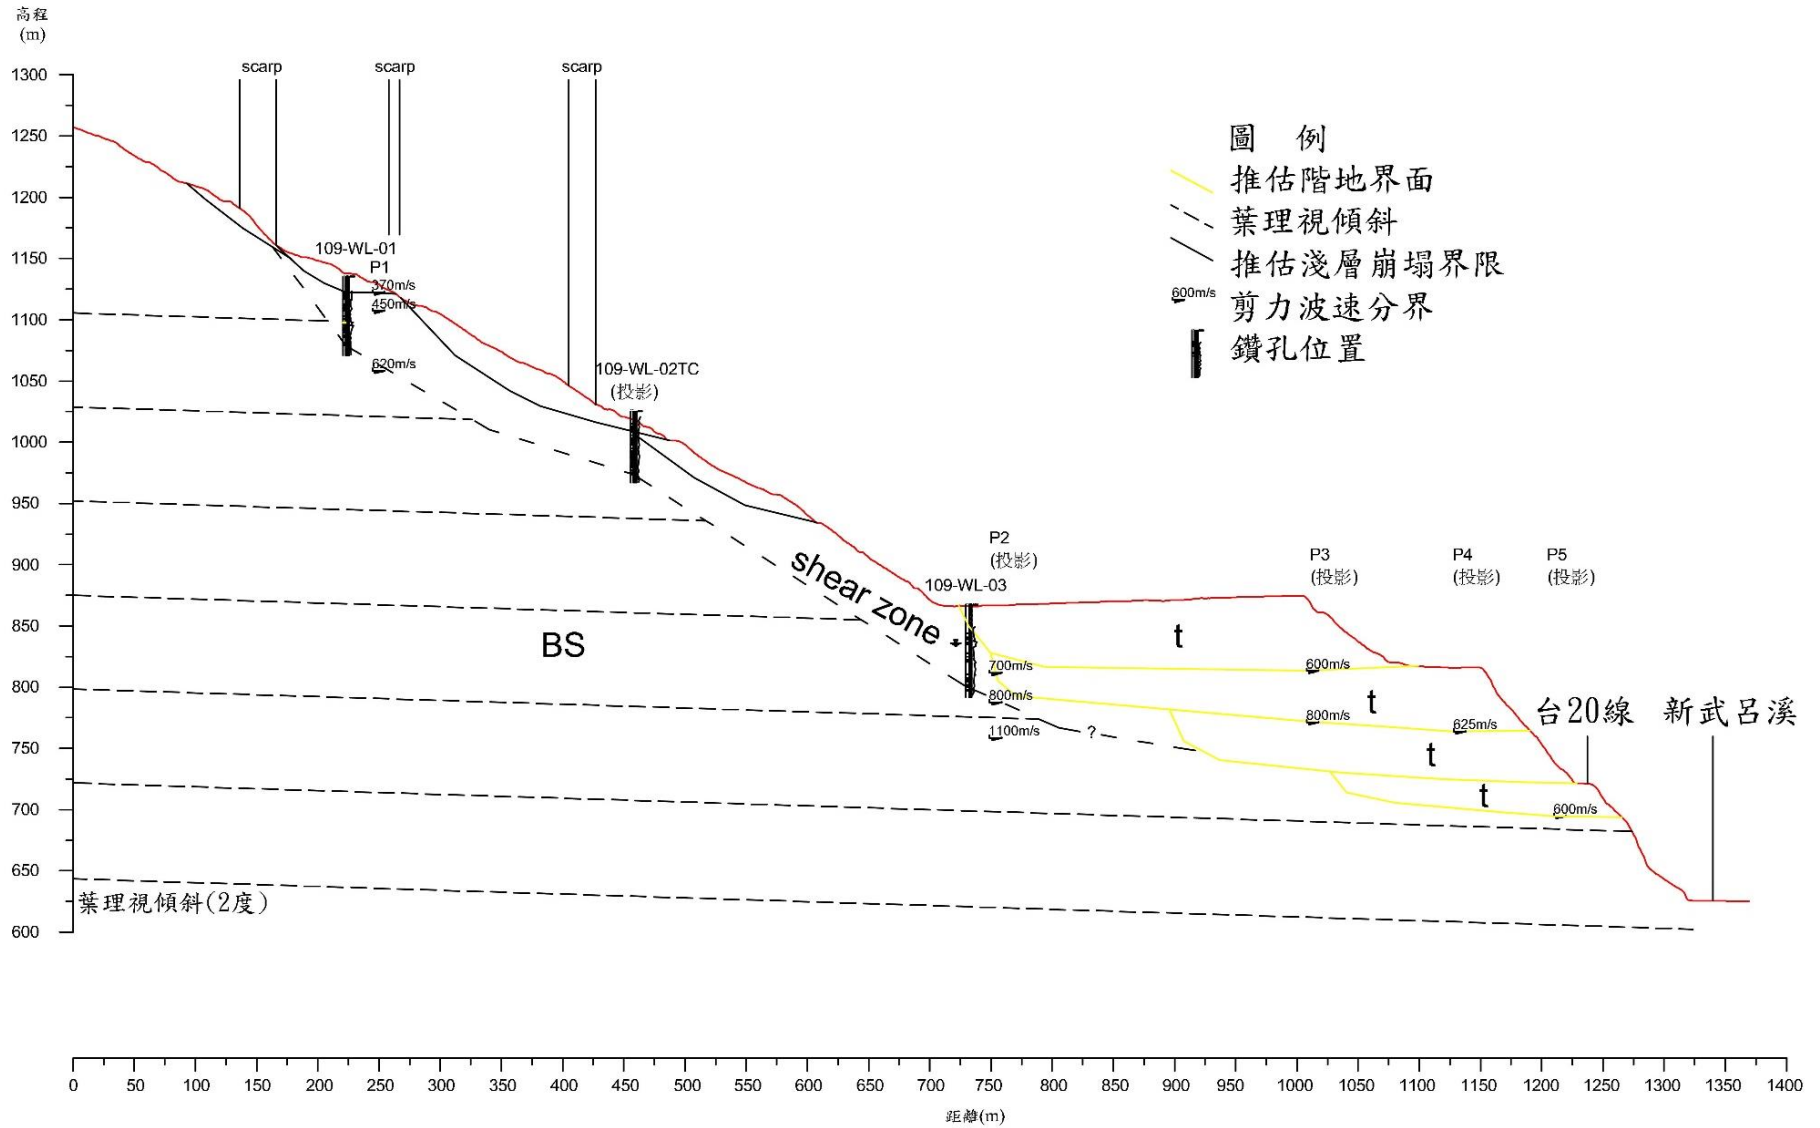 高程
(m)
1300
1250
1200
1150
1100
1050
1000
950
900
850
800
750
700
650
600
scarp
scarp
scarp
圖 例
推估階地界面
葉理視傾斜
推估淺層崩塌界限
600m/s
剪力波速分界
鑽孔位置
109-WL-01
P1
370m/s
450m/s
620m/s
109-WL-02TC
(投影)
shear zone
BS
109-WL-03
P2
(投影)
P3
(投影)
P4
(投影)
P5
(投影)
t
700m/s
600m/s
800m/s
t
800m/s
625m/s
1100m/s
?
t
t
600m/s
台20線
新武呂溪
葉理視傾斜(2度)
0 50 100 150 200 250 300 350 400 450 500 550 600 650 700 750 800 850 900 950 1000 1050 1100 1150 1200 1250 1300 1350 1400
距離(m)